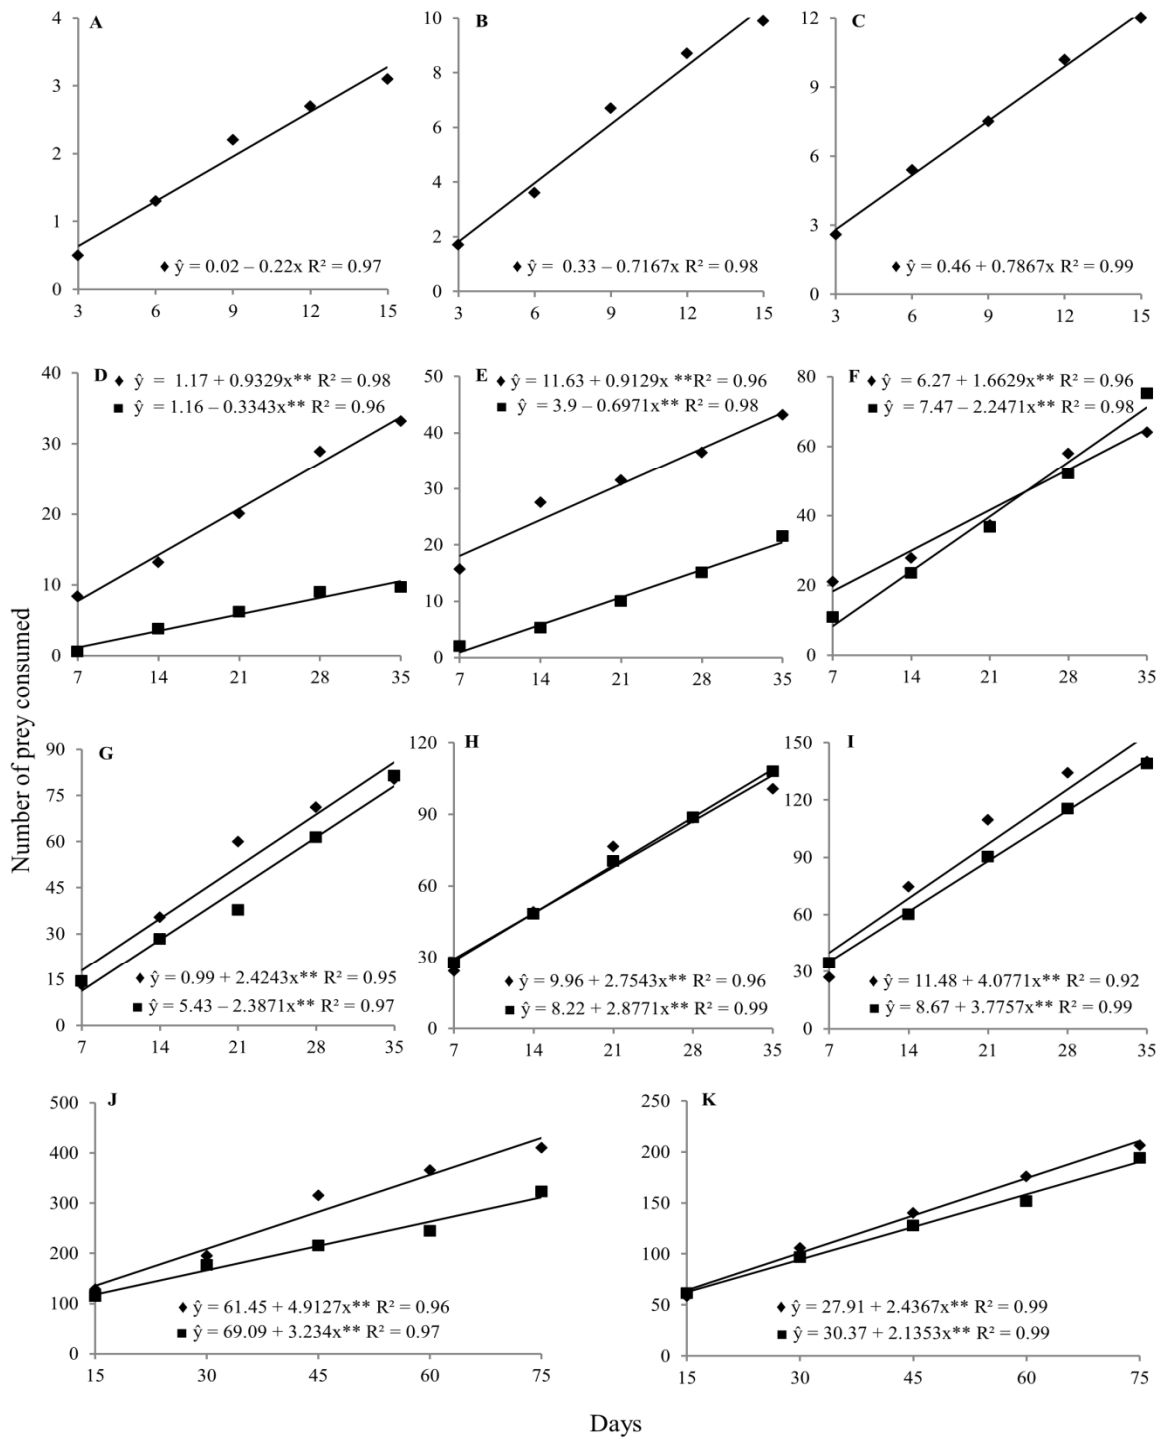 A
4
3
2
1
0
3 6 9 12 15
♦ ŷ = 0.02 – 0.22x R² = 0.97
B
10
8
6
4
2
0
3 6 9 12 15
♦ ŷ = 0.33 – 0.7167x R² = 0.98
C
12
9
6
3
0
3 6 9 12 15
♦ ŷ = 0.46 + 0.7867x R² = 0.99
Number of prey consumed
D
♦ ŷ = 1.17 + 0.9329x** R² = 0.98
■ ŷ = 1.16 – 0.3343x** R² = 0.96
40
30
20
10
0
7 14 21 28 35
E
♦ ŷ = 11.63 + 0.9129x **R² = 0.96
■ ŷ = 3.9 – 0.6971x** R² = 0.98
50
40
30
20
10
0
7 14 21 28 35
F
♦ ŷ = 6.27 + 1.6629x** R² = 0.96
■ ŷ = 7.47 – 2.2471x** R² = 0.98
80
60
40
20
0
7 14 21 28 35
G
90
75
60
45
30
15
0
7 14 21 28 35
♦ ŷ = 0.99 + 2.4243x** R² = 0.95
■ ŷ = 5.43 – 2.3871x** R² = 0.97
H
120
90
60
30
0
7 14 21 28 35
♦ ŷ = 9.96 + 2.7543x** R² = 0.96
■ ŷ = 8.22 + 2.8771x** R² = 0.99
I
150
120
90
60
30
0
7 14 21 28 35
♦ ŷ = 11.48 + 4.0771x** R² = 0.92
■ ŷ = 8.67 + 3.7757x** R² = 0.99
J
500
400
300
200
100
0
15 30 45 60 75
♦ ŷ = 61.45 + 4.9127x** R² = 0.96
■ ŷ = 69.09 + 3.234x** R² = 0.97
K
250
200
150
100
50
0
15 30 45 60 75
♦ ŷ = 27.91 + 2.4367x** R² = 0.99
■ ŷ = 30.37 + 2.1353x** R² = 0.99
Days